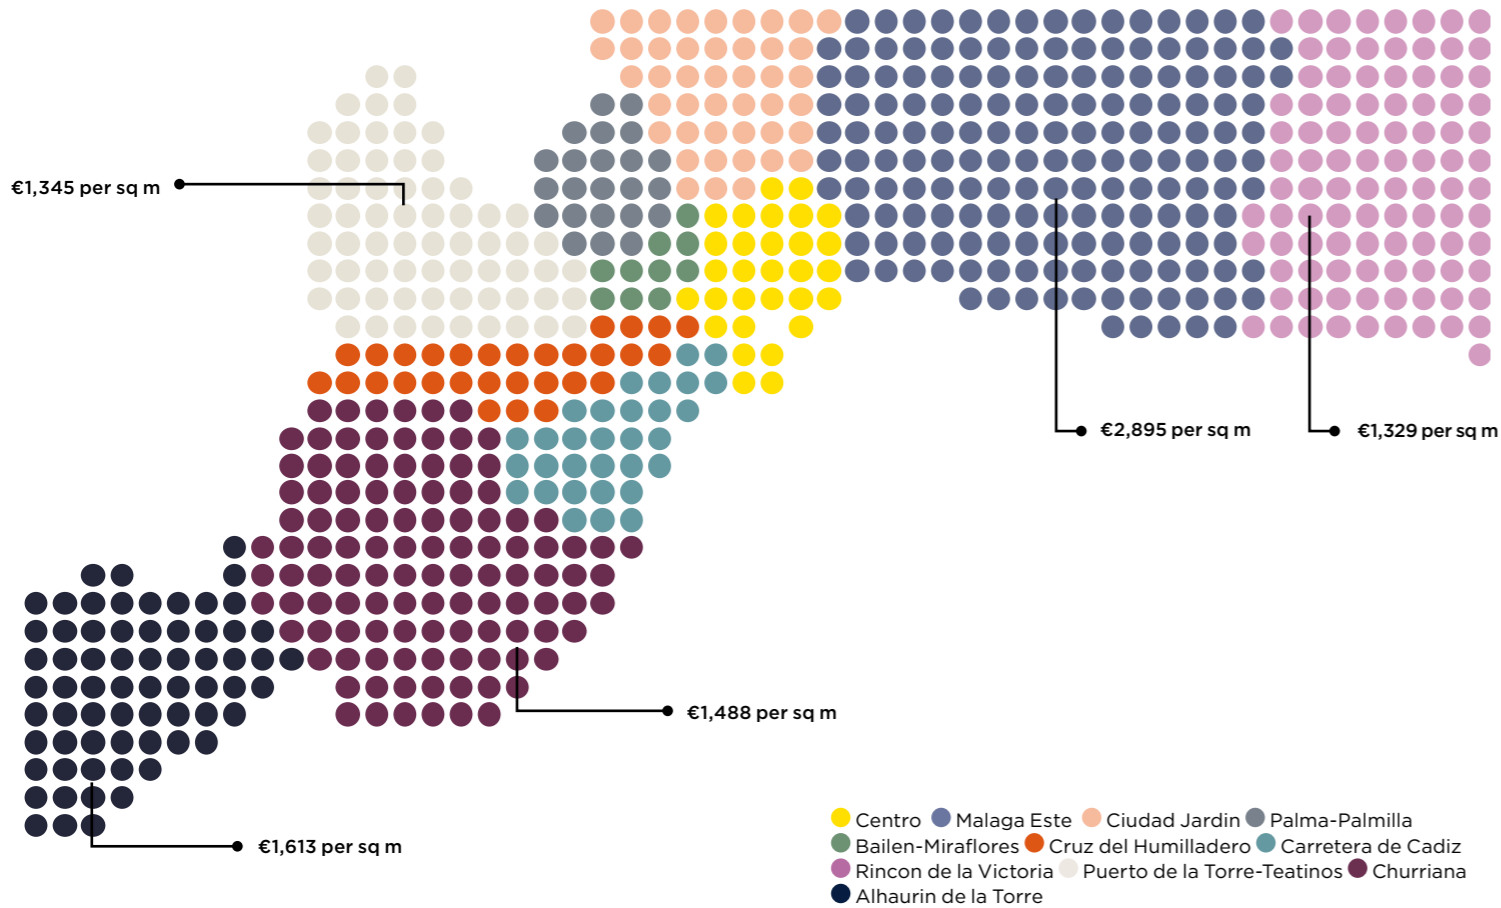 €1,345 per sq m
€2,895 per sq m
€1,329 per sq m
€1,488 per sq m
€1,613 per sq m
Centro Malaga Este Ciudad Jardin Palma-Palmilla
Bailen-Miraflores Cruz del Humilladero Carretera de Cadiz
Rincon de la Victoria Puerto de la Torre-Teatinos Churriana
Alhaurin de la Torre